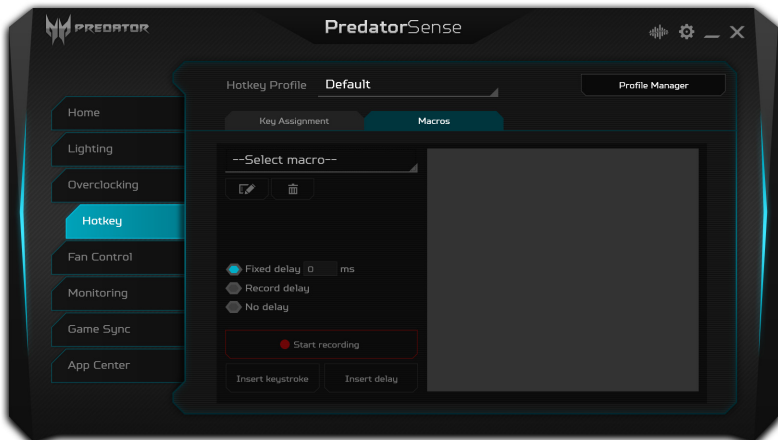 PREDATOR
PredatorSense
Hotkey Profile Default
Profile Manager
Home
Lighting
Overclocking
Hotkey
Fan Control
Monitoring
Game Sync
App Center
Key Assignment
Macros
--Select macro--
Fixed delay 0 ms
Record delay
No delay
Start recording
Insert keystroke
Insert delay